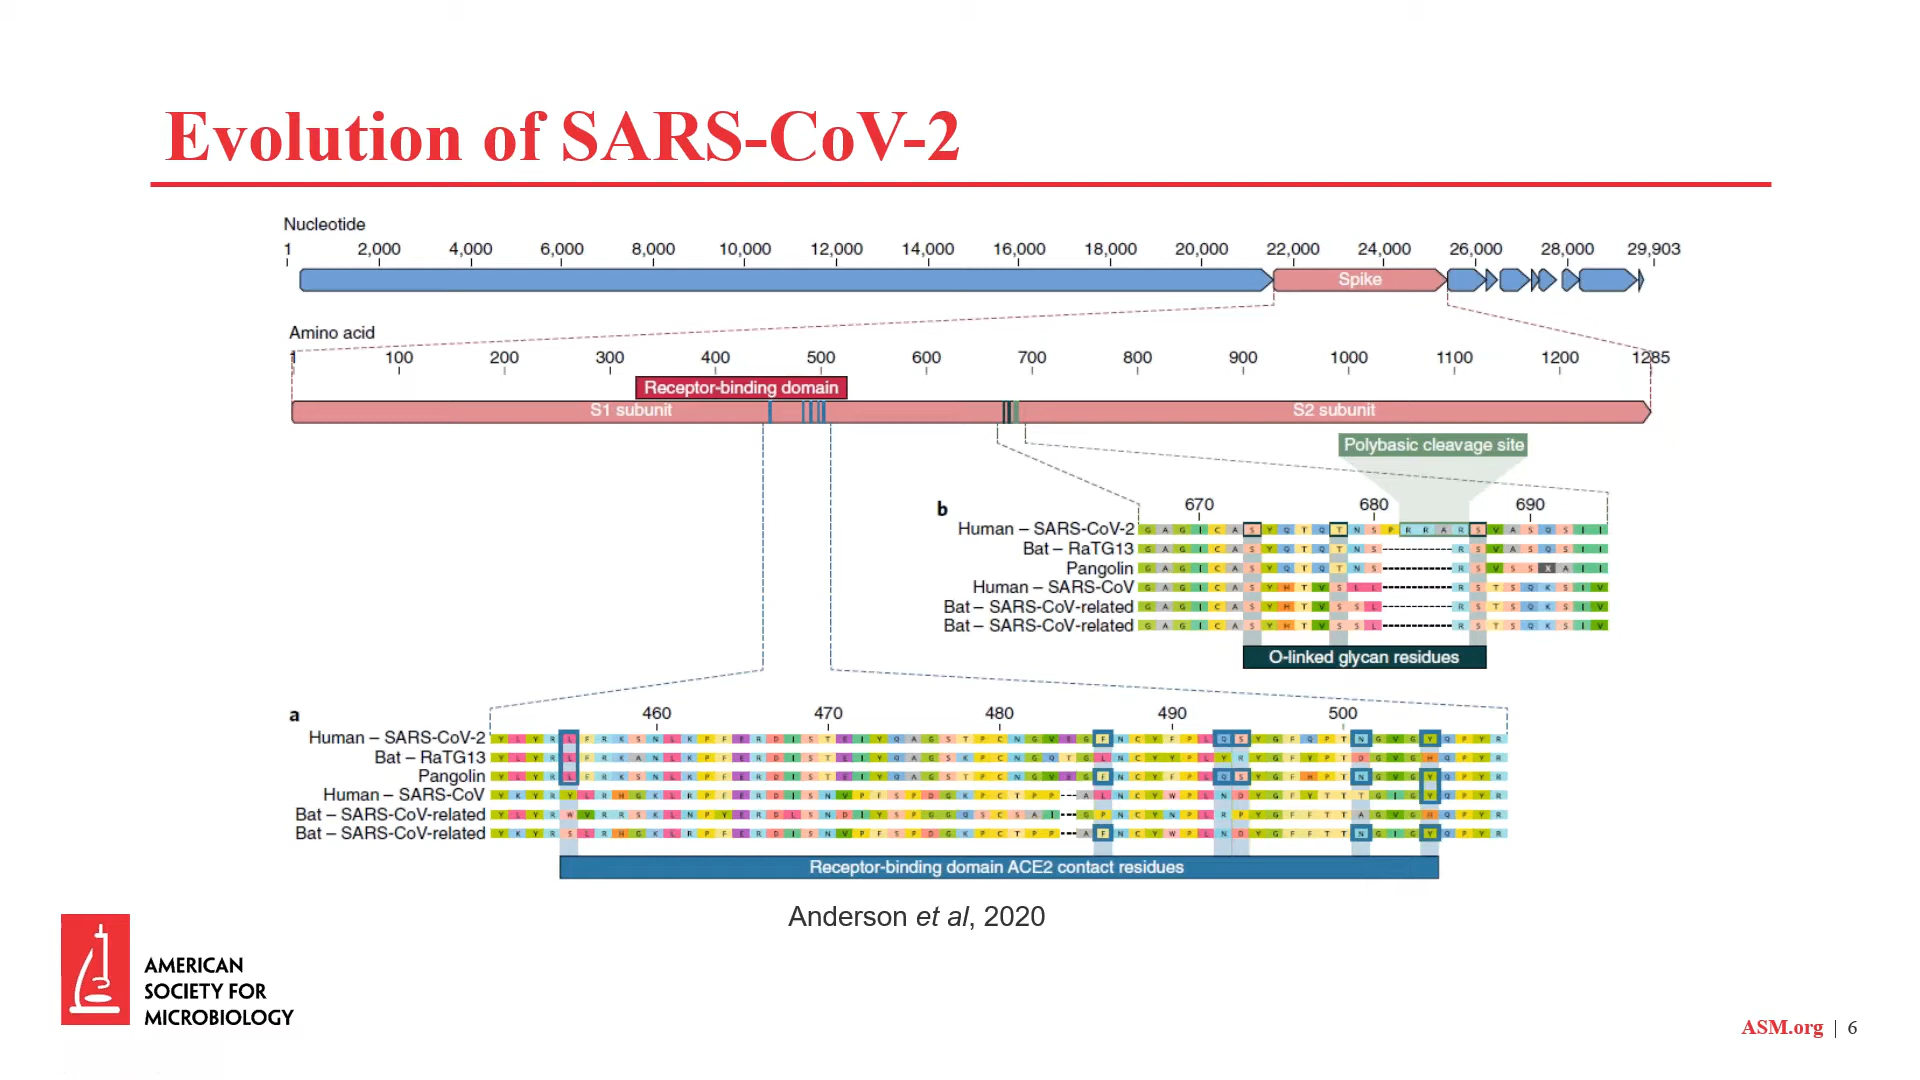 Evolution of SARS-CoV-2
Nucleotide
1 2,000 4,000 6,000 8,000 10,000 12,000 14,000 16,000 18,000 20,000 22,000 24,000 26,000 28,000 29,903
Spike
Amino acid
1 100 200 300 400 500 600 700 800 900 1000 1100 1200 1285
Receptor-binding domain
S1 subunit S2 subunit
Polybasic cleavage site
b 670 680 690
Human – SARS-CoV-2 G A G I C A S Y Q T Q T N S P R R A R S V A S Q S I I
Bat – RaTG13 G A G I C A S Y Q T Q T N S R S V A S Q S I I
Pangolin G A G I C A S Y Q T Q T N S R S V S S X A I I
Human – SARS-CoV G A G I C A S Y H T V S L L R S T S Q K S I V
Bat – SARS-CoV-related G A G I C A S Y H T V S S L R S T S Q K S I V
Bat – SARS-CoV-related G A G I C A S Y H T V S S L R S T S Q K S I V
O-linked glycan residues
a 460 470 480 490 500
Human – SARS-CoV-2 Y L Y R L F R K S N L K P F E R D I S T E I Y Q A G S T P C N G V E G F N C Y F P L Q S Y G F Q P T N G V G Y Q P Y R
Bat – RaTG13 Y L Y R L F R K A N L K P F E R D I S T E I Y Q A G S K P C N G Q T G L N C Y Y P L Y R Y G F Y P T D G V G H Q P Y R
Pangolin Y L Y R L F R K S N L K P F E R D I S T E I Y Q A G S T P C N G V E G F N C Y F P L Q S Y G F H P T N G V G Y Q P Y R
Human – SARS-CoV Y K Y R Y L R H G K L R P F E R D I S N V P F S P D G K P C T P P A L N C Y W P L N D Y G F Y T T T G I G Y Q P Y R
Bat – SARS-CoV-related Y L Y R W V R R S K L N P Y E R D L S N D I Y S P G G Q S C S A I G P N C Y N P L R P Y G F F T T A G V G H Q P Y R
Bat – SARS-CoV-related Y K Y R S L R H G K L R P F E R D I S N V P F S P D G K P C T P P A F N C Y W P L N D Y G F F T T N G I G Y Q P Y R
Receptor-binding domain ACE2 contact residues
Anderson et al, 2020
AMERICAN
SOCIETY FOR
MICROBIOLOGY
ASM.org | 6